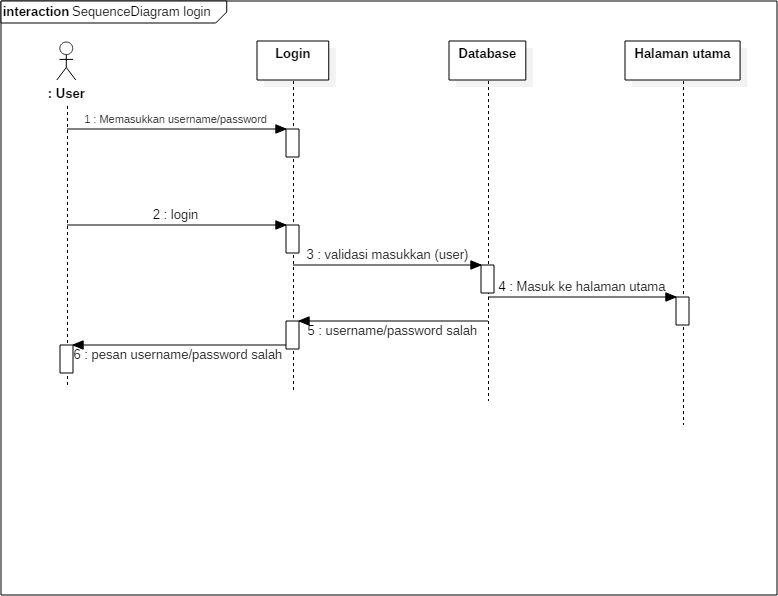 interaction SequenceDiagram login
: User
Login
Database
Halaman utama
1 : Memasukkan username/password
2 : login
3 : validasi masukkan (user)
4 : Masuk ke halaman utama
5 : username/password salah
6 : pesan username/password salah